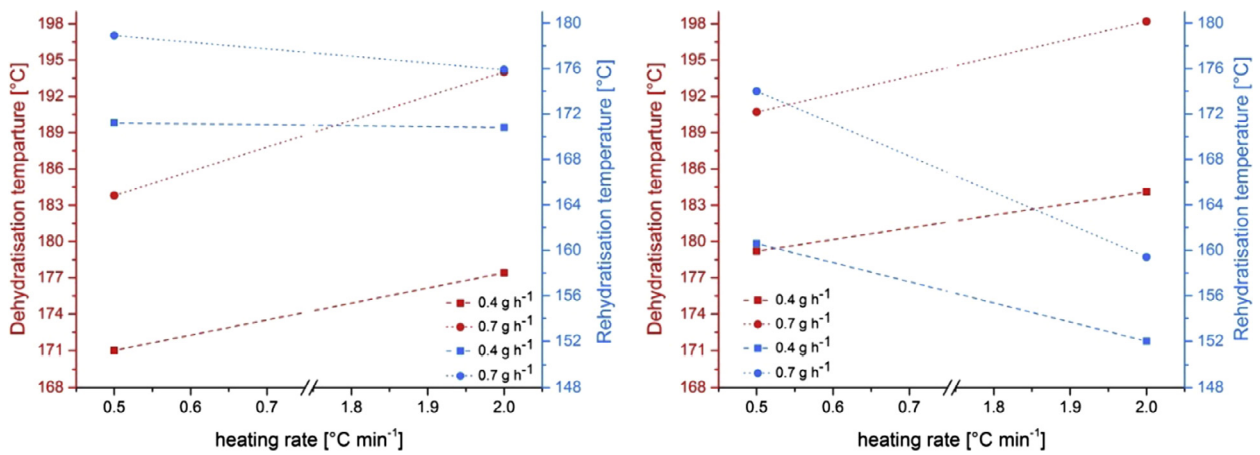 Dehydratisation temparture [°C]
198
195
192
189
186
183
180
177
174
171
168
180
176
172
168
164
160
156
152
148
Rehydratisation temperature [°C]
0.4 g h⁻¹
0.7 g h⁻¹
0.4 g h⁻¹
0.7 g h⁻¹
0.5 0.6 0.7 1.8 1.9 2.0
heating rate [°C min⁻¹]
Dehydratisation temparture [°C]
198
195
192
189
186
183
180
177
174
171
168
180
176
172
168
164
160
156
152
148
Rehydratisation temperature [°C]
0.4 g h⁻¹
0.7 g h⁻¹
0.4 g h⁻¹
0.7 g h⁻¹
0.5 0.6 0.7 1.8 1.9 2.0
heating rate [°C min⁻¹]